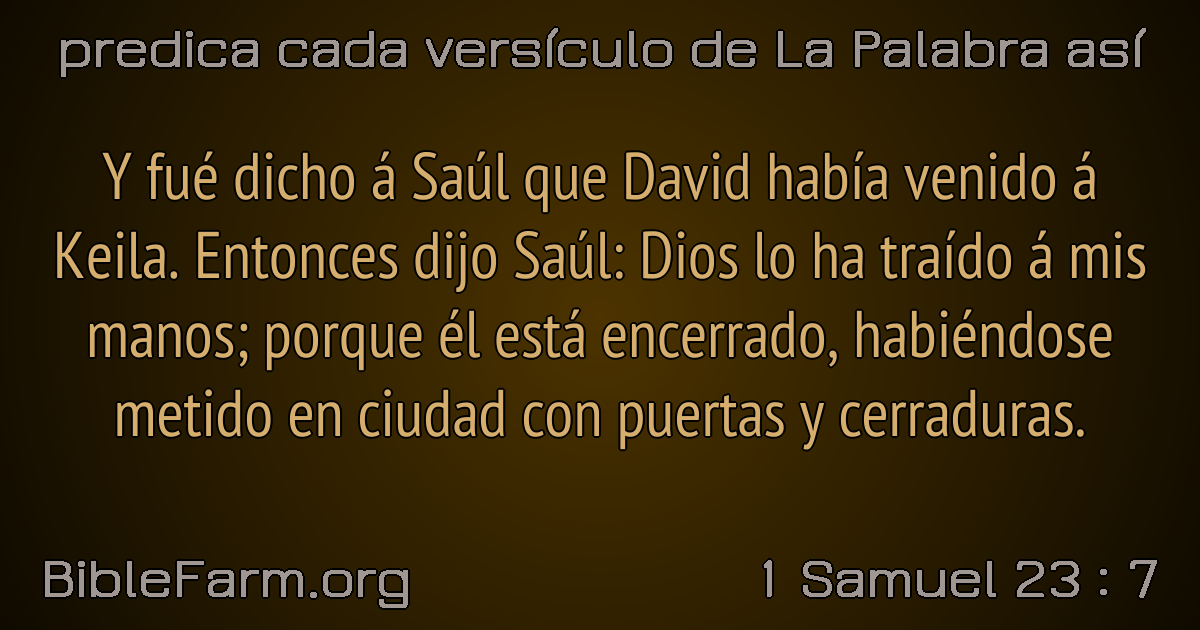 predica cada versículo de La Palabra así
Y fué dicho á Saúl que David había venido á
Keila. Entonces dijo Saúl: Dios lo ha traído á mis
manos; porque él está encerrado, habiéndose
metido en ciudad con puertas y cerraduras.
BibleFarm.org
1 Samuel 23 : 7